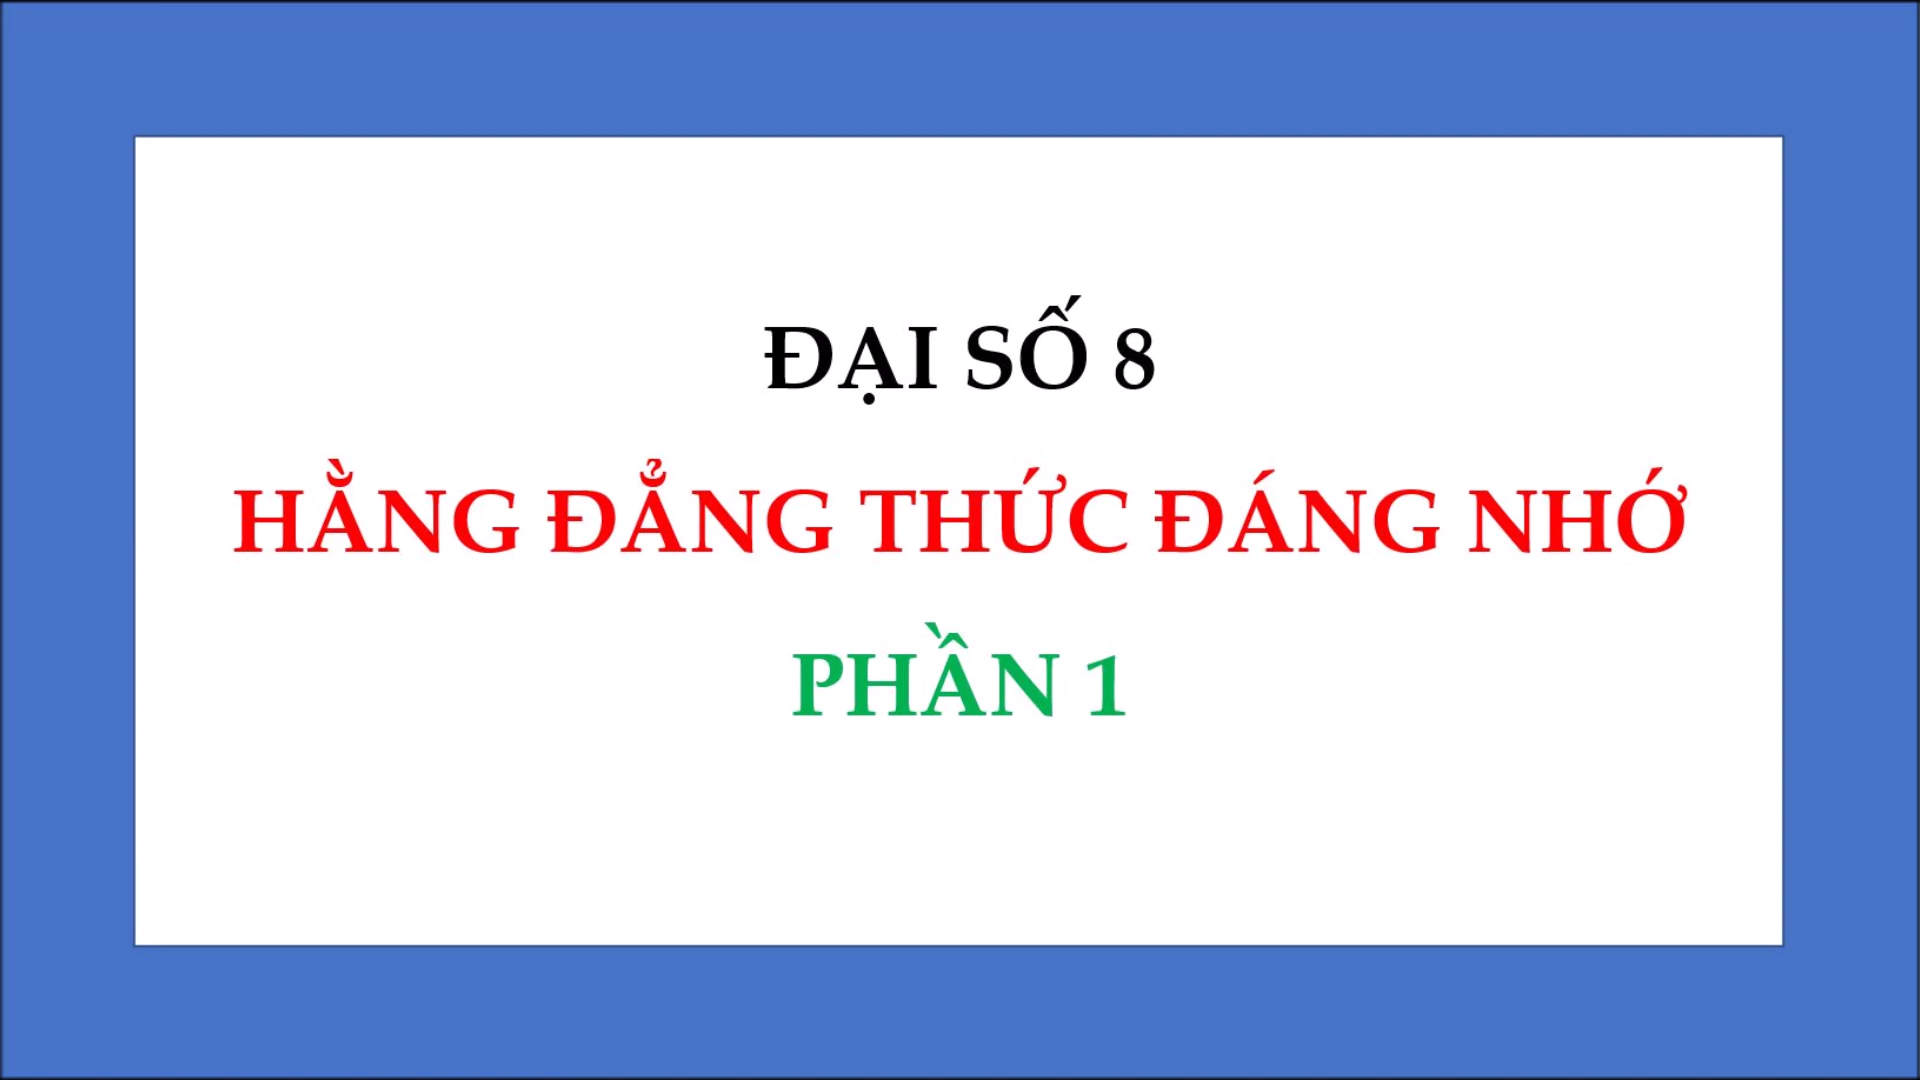 ĐẠI SỐ 8
HẰNG ĐẲNG THỨC ĐÁNG NHỚ
PHẦN 1